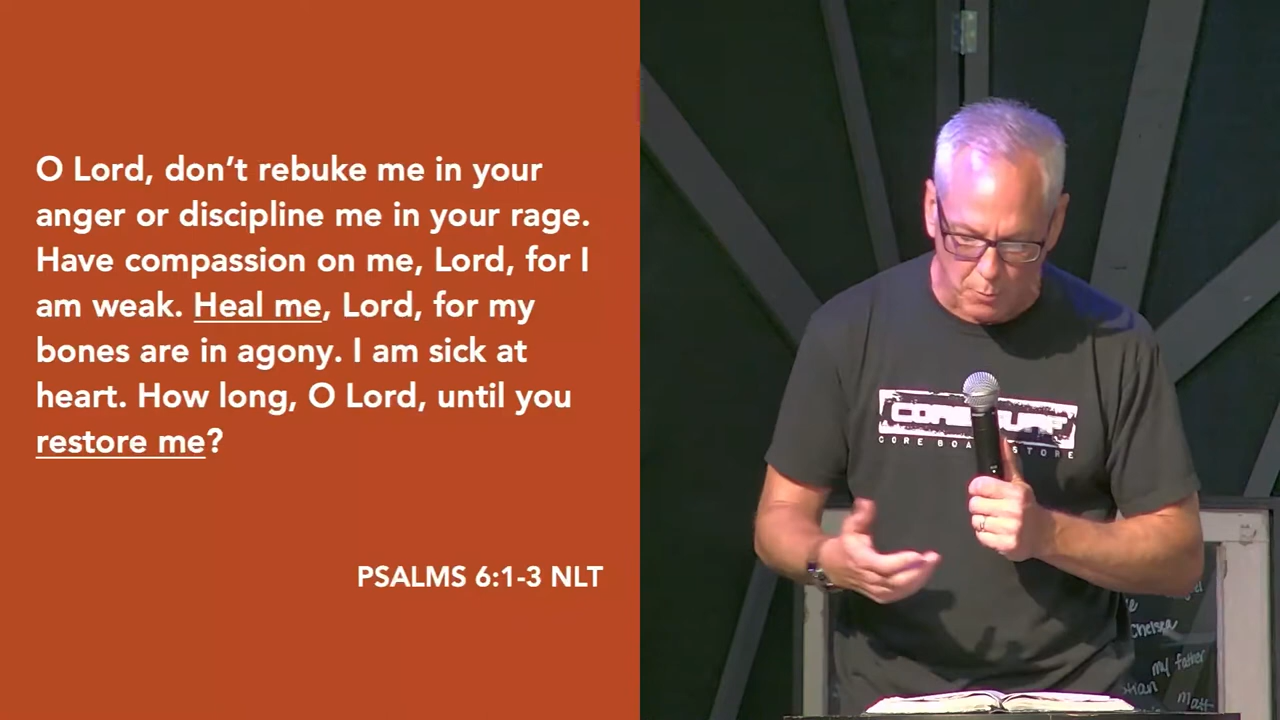 O Lord, don’t rebuke me in your
anger or discipline me in your rage.
Have compassion on me, Lord, for I
am weak. Heal me, Lord, for my
bones are in agony. I am sick at
heart. How long, O Lord, until you
restore me?
PSALMS 6:1-3 NLT
Chelsea
my father
Matt